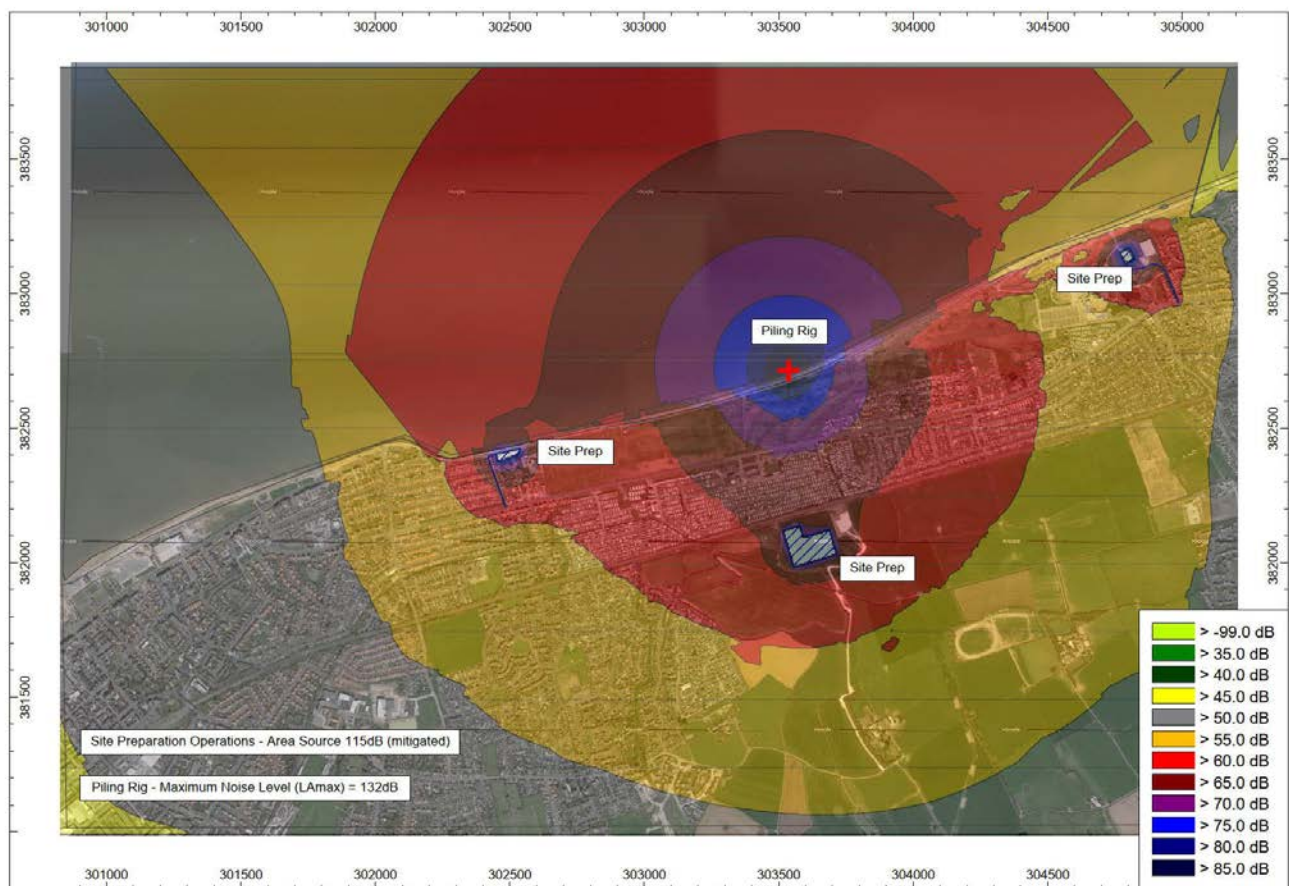 301000 301500 302000 302500 303000 303500 304000 304500 305000
383500
383500
383000
383000
382500
382500
382000
382000
381500
Site Prep
Piling Rig
Site Prep
Site Prep
Site Preparation Operations - Area Source 115dB (mitigated)
Piling Rig - Maximum Noise Level (LAmax) = 132dB
> -99.0 dB
> 35.0 dB
> 40.0 dB
> 45.0 dB
> 50.0 dB
> 55.0 dB
> 60.0 dB
> 65.0 dB
> 70.0 dB
> 75.0 dB
> 80.0 dB
> 85.0 dB
301000 301500 302000 302500 303000 303500 304000 304500